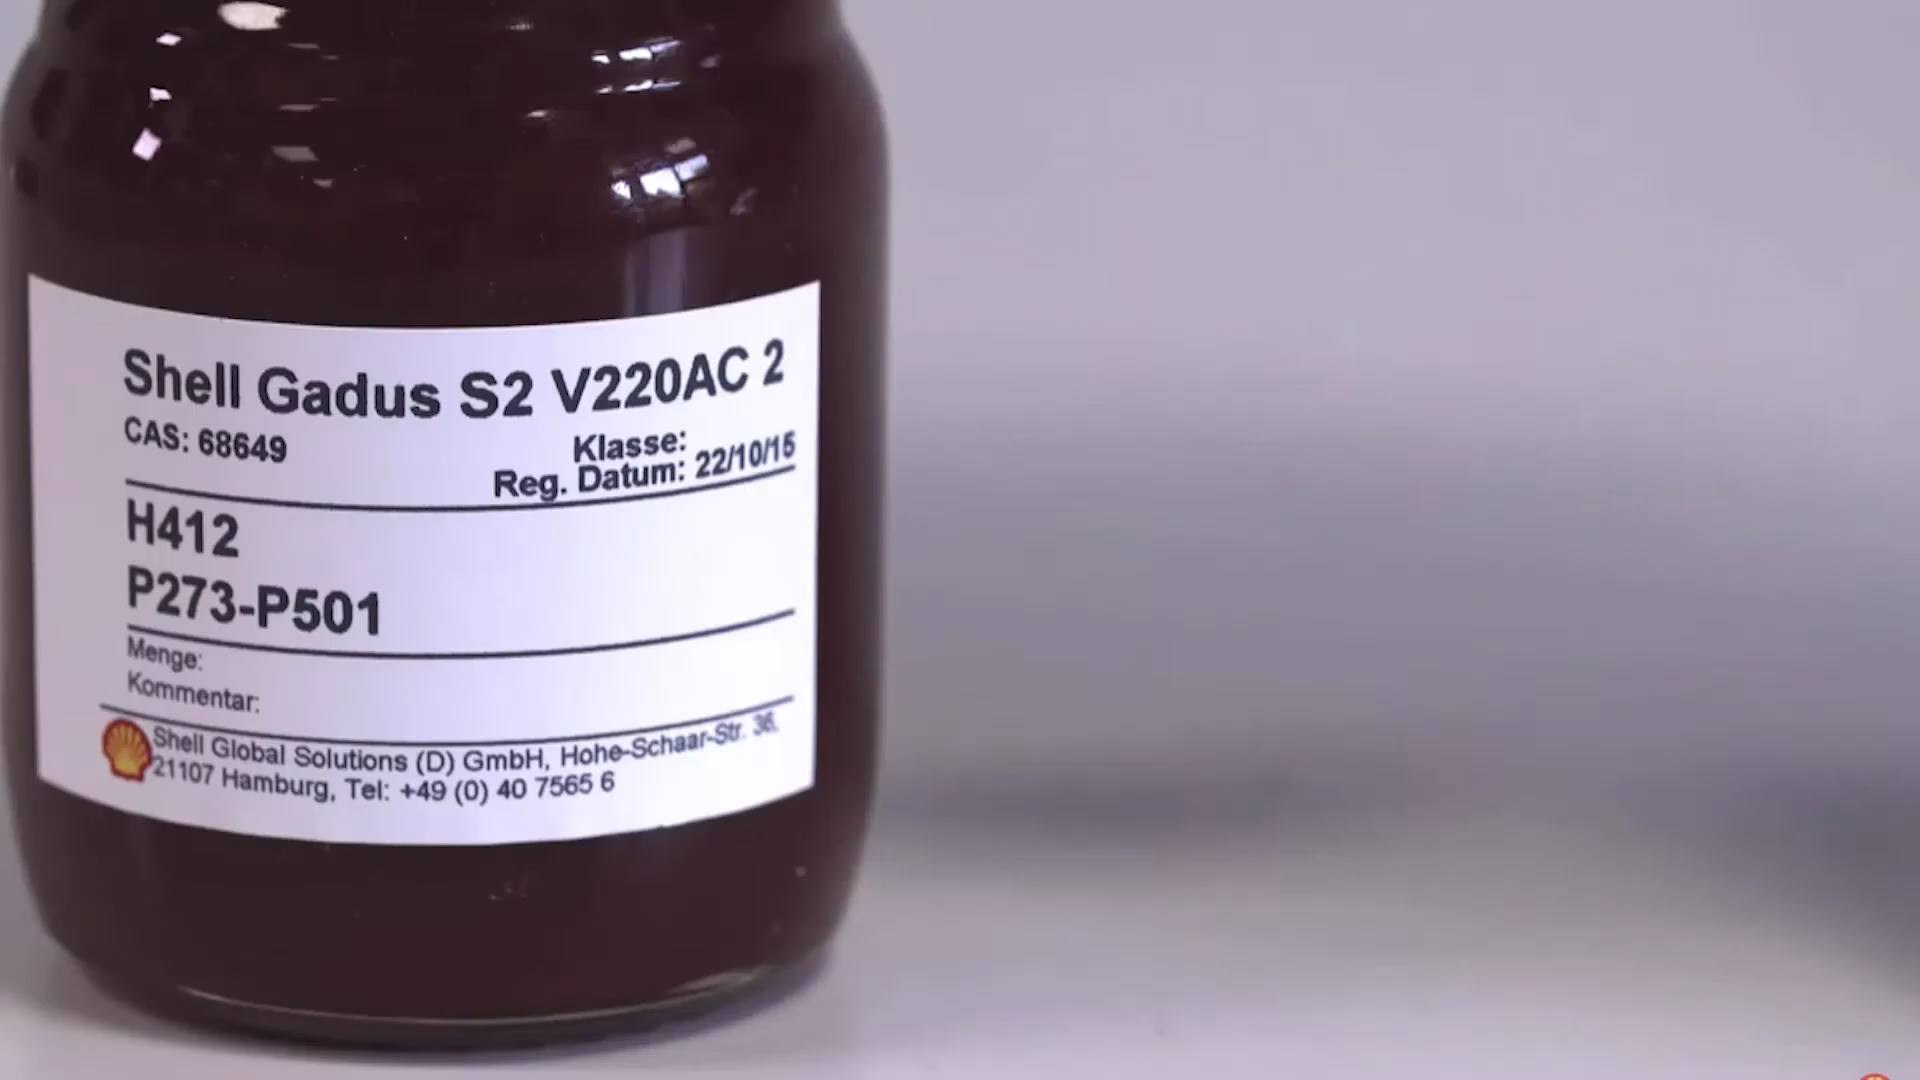 Shell Gadus S2 V220AC 2
CAS: 68649
Klasse:
Reg. Datum: 22/10/15
H412
P273-P501
Menge:
Kommentar:
Shell Global Solutions (D) GmbH, Hohe-Schaar-Str. 36,
21107 Hamburg, Tel: +49 (0) 40 7565 6